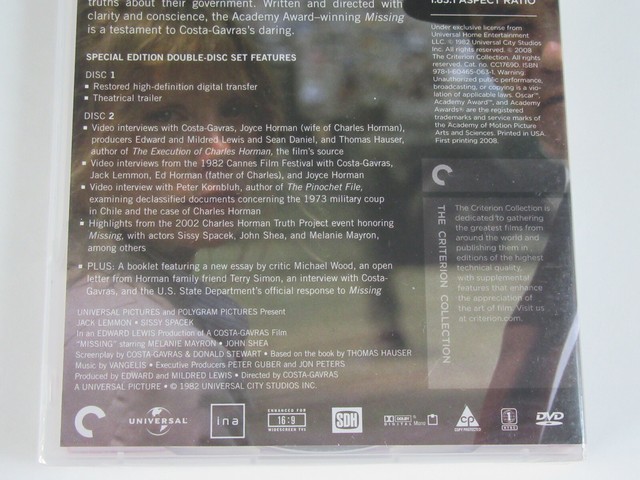 truths about their government. Written and directed with
clarity and conscience, the Academy Award–winning Missing
is a testament to Costa-Gavras's daring.
SPECIAL EDITION DOUBLE-DISC SET FEATURES
DISC 1
▪ Restored high-definition digital transfer
▪ Theatrical trailer
DISC 2
▪ Video interviews with Costa-Gavras, Joyce Horman (wife of Charles Horman),
producers Edward and Mildred Lewis and Sean Daniel, and Thomas Hauser,
author of The Execution of Charles Horman, the film's source
▪ Video interviews from the 1982 Cannes Film Festival with Costa-Gavras,
Jack Lemmon, Ed Horman (father of Charles), and Joyce Horman
▪ Video interview with Peter Kornbluh, author of The Pinochet File,
examining declassified documents concerning the 1973 military coup
in Chile and the case of Charles Horman
▪ Highlights from the 2002 Charles Horman Truth Project event honoring
Missing, with actors Sissy Spacek, John Shea, and Melanie Mayron,
among others
▪ PLUS: A booklet featuring a new essay by critic Michael Wood, an open
letter from Horman family friend Terry Simon, an interview with Costa-
Gavras, and the U.S. State Department's official response to Missing
UNIVERSAL PICTURES and POLYGRAM PICTURES Present
JACK LEMMON • SISSY SPACEK
In an EDWARD LEWIS Production of A COSTA-GAVRAS Film
"MISSING" starring MELANIE MAYRON • JOHN SHEA
Screenplay by COSTA-GAVRAS & DONALD STEWART • Based on the book by THOMAS HAUSER
Music by VANGELIS • Executive Producers PETER GUBER and JON PETERS
Produced by EDWARD and MILDRED LEWIS • Directed by COSTA-GAVRAS
A UNIVERSAL PICTURE • © 1982 UNIVERSAL CITY STUDIOS INC.
1.85:1 ASPECT RATIO
Under exclusive license from
Universal Home Entertainment
LLC. © 1982 Universal City Studios
Inc. All rights reserved. © 2008
The Criterion Collection. All rights
reserved. Cat. no. CC1769D. ISBN
978-1-60465-063-1. Warning:
Unauthorized public performance,
broadcasting, or copying is a vio-
lation of applicable laws. Oscar™,
Academy Award™, and Academy
Awards® are the registered
trademarks and service marks of
the Academy of Motion Picture
Arts and Sciences. Printed in USA.
First printing 2008.
THE CRITERION COLLECTION
The Criterion Collection is
dedicated to gathering
the greatest films from
around the world and
publishing them in
editions of the highest
technical quality,
with supplemental
features that enhance
the appreciation of
the art of film. Visit us
at criterion.com.
UNIVERSAL
ina
ENHANCED FOR
16:9
WIDESCREEN TVS
SDH
DOLBY
DIGITAL Mono
CP
COPY PROTECTED
1
NTSC
DVD
VIDEO